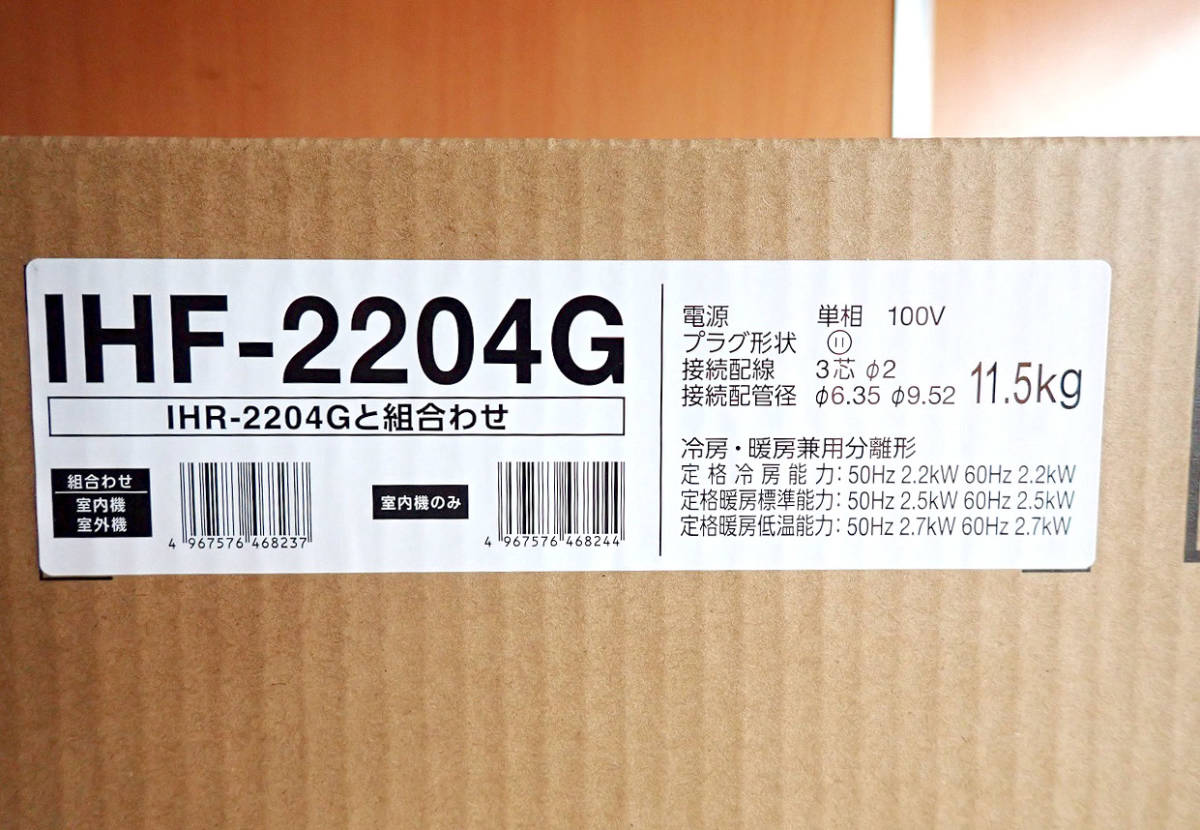 IHF-2204G
IHR-2204Gと組合わせ
組合わせ
室内機
室外機
4 967576 468237
室内機のみ
4 967576 468244
電源 単相 100V
プラグ形状
接続配線 3芯 φ2
接続配管径 φ6.35 φ9.52
11.5kg
冷房・暖房兼用分離形
定格冷房能力:50Hz 2.2kW 60Hz 2.2kW
定格暖房標準能力:50Hz 2.5kW 60Hz 2.5kW
定格暖房低温能力:50Hz 2.7kW 60Hz 2.7kW